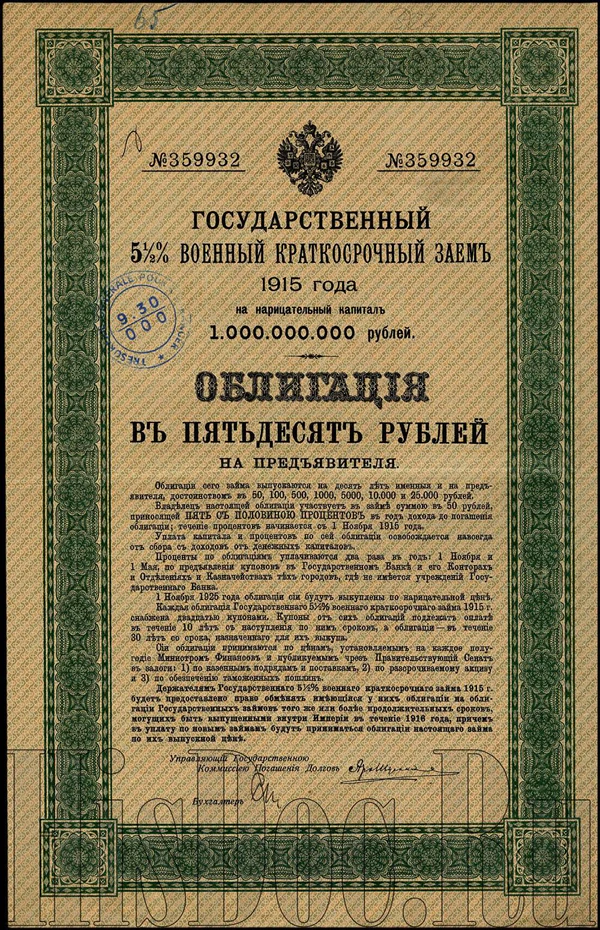 65
№359932
№359932
ГОСУДАРСТВЕННЫЙ
5½% ВОЕННЫЙ КРАТКОСРОЧНЫЙ ЗАЕМЪ
1915 года
на нарицательный капиталъ
1.000.000.000 рублей.
9.30
000
ОБЛИГАЦІЯ
ВЪ ПЯТЬДЕСЯТЪ РУБЛЕЙ
НА ПРЕДЪЯВИТЕЛЯ.
Облигаціи сего займа выпускаются на десять лѣтъ именныя и на предъ-
явителя, достоинствомъ въ 50, 100, 500, 1000, 5000, 10.000 и 25.000 рублей.
Владѣлецъ настоящей облигаціи участвуетъ въ займѣ суммою въ 50 рублей,
приносящей ПЯТЬ СЪ ПОЛОВИНОЮ ПРОЦЕНТОВЪ въ годъ дохода до погашенія
облигаціи; теченіе процентовъ начинается съ 1 Ноября 1915 года.
Уплата капитала и процентовъ по сей облигаціи освобождается навсегда
отъ сбора съ доходовъ отъ денежныхъ капиталовъ.
Проценты по облигаціямъ уплачиваются два раза въ годъ: 1 Ноября и
1 Мая, по предъявленіи купоновъ въ Государственномъ Банкѣ и его Конторахъ
и Отдѣленіяхъ и Казначействахъ тѣхъ городовъ, гдѣ не имѣется учрежденій Госу-
дарственнаго Банка.
1 Ноября 1925 года облигаціи сіи будутъ выкуплены по нарицательной цѣнѣ.
Каждая облигація Государственнаго 5½% военнаго краткосрочнаго займа 1915 г.
снабжена двадцатью купонами. Купоны отъ сихъ облигацій подлежатъ оплатѣ
въ теченіе 10 лѣтъ отъ наступленія по нимъ сроковъ, а облигаціи—въ теченіе
30 лѣтъ со срока, назначеннаго для ихъ выкупа.
Сіи облигаціи принимаются по цѣнамъ, установляемымъ на каждое полу-
годіе Министромъ Финансовъ и публикуемымъ чрезъ Правительствующій Сенатъ
въ залоги: 1) по казеннымъ подрядамъ и поставкамъ, 2) по разсрочиваемому акцизу
и 3) по обезпеченію таможенныхъ пошлинъ.
Держателямъ Государственнаго 5½% военнаго краткосрочнаго займа 1915 г.
будетъ предоставлено право обмѣнять имѣющіяся у нихъ облигаціи на обли-
гаціи Государственныхъ займовъ того же или болѣе продолжительныхъ сроковъ,
могущихъ быть выпущенными внутри Имперіи въ теченіе 1916 года, причемъ
въ уплату по новымъ займамъ будутъ приниматься облигаціи настоящаго займа
по ихъ выпускной цѣнѣ.
Управляющій Государственною
Коммиссіею Погашенія Долговъ
Бухгалтеръ
HisDoc.Ru